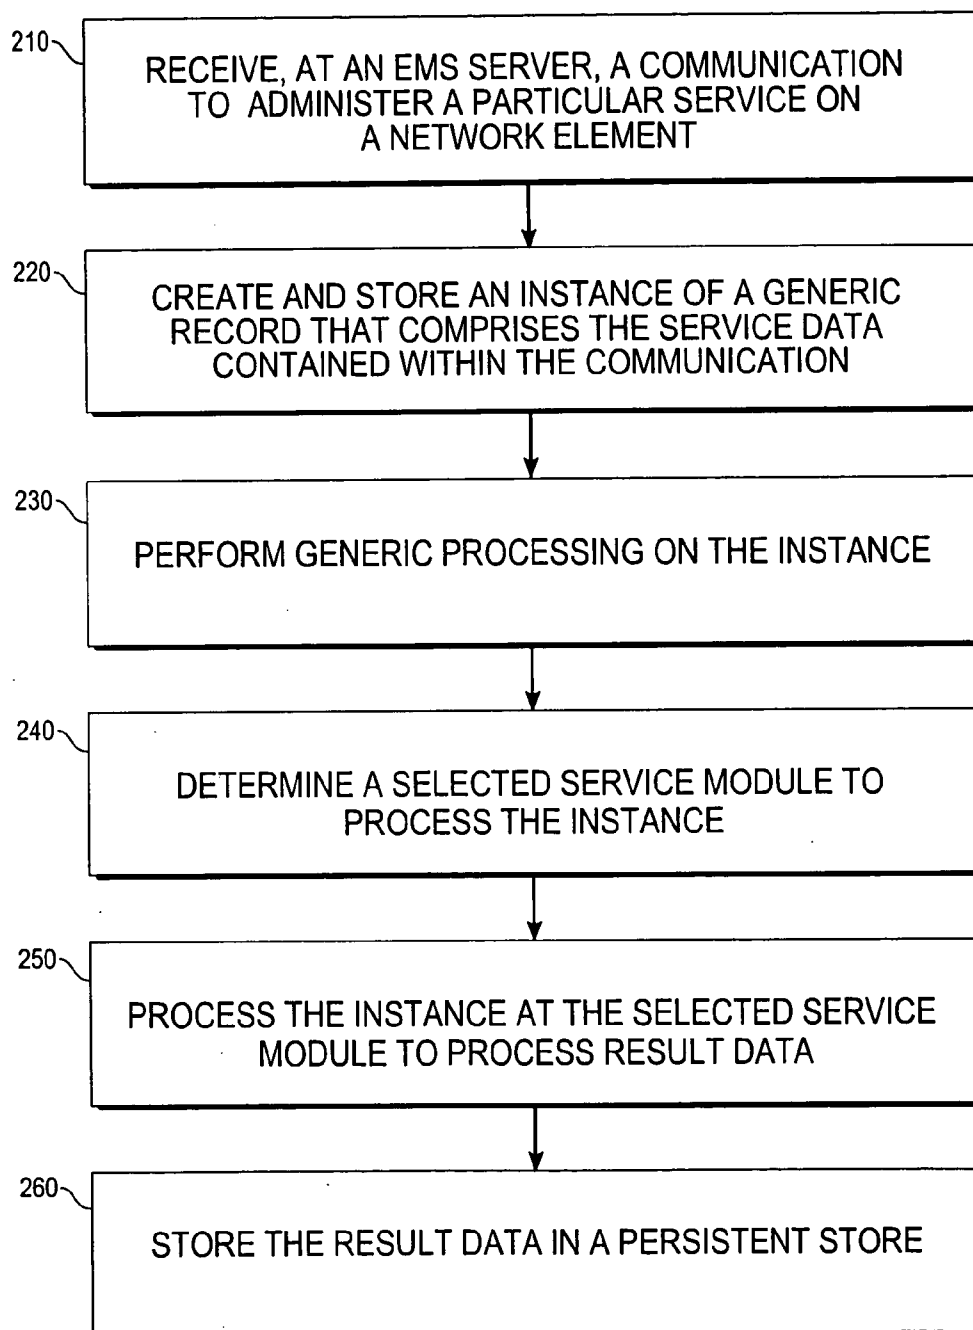 210
RECEIVE, AT AN EMS SERVER, A COMMUNICATION
TO ADMINISTER A PARTICULAR SERVICE ON
A NETWORK ELEMENT
220
CREATE AND STORE AN INSTANCE OF A GENERIC
RECORD THAT COMPRISES THE SERVICE DATA
CONTAINED WITHIN THE COMMUNICATION
230
PERFORM GENERIC PROCESSING ON THE INSTANCE
240
DETERMINE A SELECTED SERVICE MODULE TO
PROCESS THE INSTANCE
250
PROCESS THE INSTANCE AT THE SELECTED SERVICE
MODULE TO PROCESS RESULT DATA
260
STORE THE RESULT DATA IN A PERSISTENT STORE